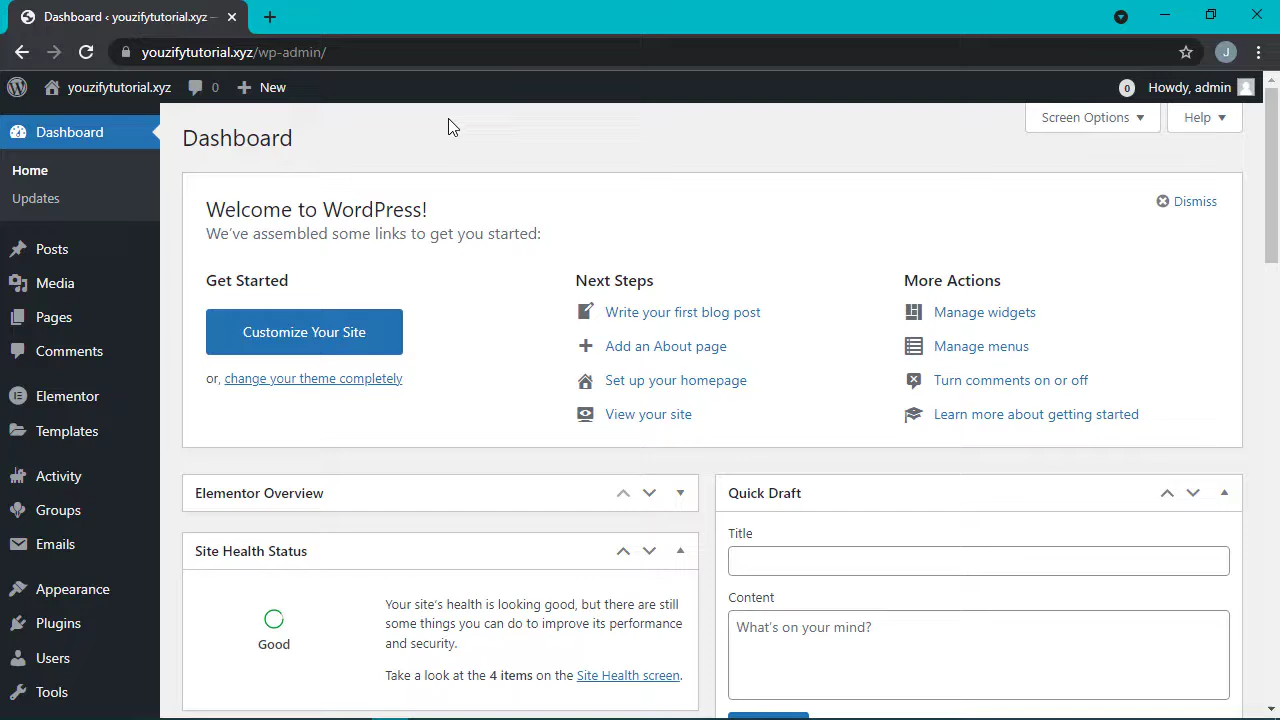 Dashboard ‹ youzifytutorial.xyz —
youzifytutorial.xyz/wp-admin/
J
youzifytutorial.xyz
0
New
0
Howdy, admin
Dashboard
Home
Updates
Posts
Media
Pages
Comments
Elementor
Templates
Activity
Groups
Emails
Appearance
Plugins
Users
Tools
Dashboard
Screen Options
Help
Welcome to WordPress!
We've assembled some links to get you started:
Dismiss
Get Started
Customize Your Site
or, change your theme completely
Next Steps
Write your first blog post
Add an About page
Set up your homepage
View your site
More Actions
Manage widgets
Manage menus
Turn comments on or off
Learn more about getting started
Elementor Overview
Site Health Status
Good
Your site's health is looking good, but there are still
some things you can do to improve its performance
and security.
Take a look at the 4 items on the Site Health screen.
Quick Draft
Title
Content
What's on your mind?